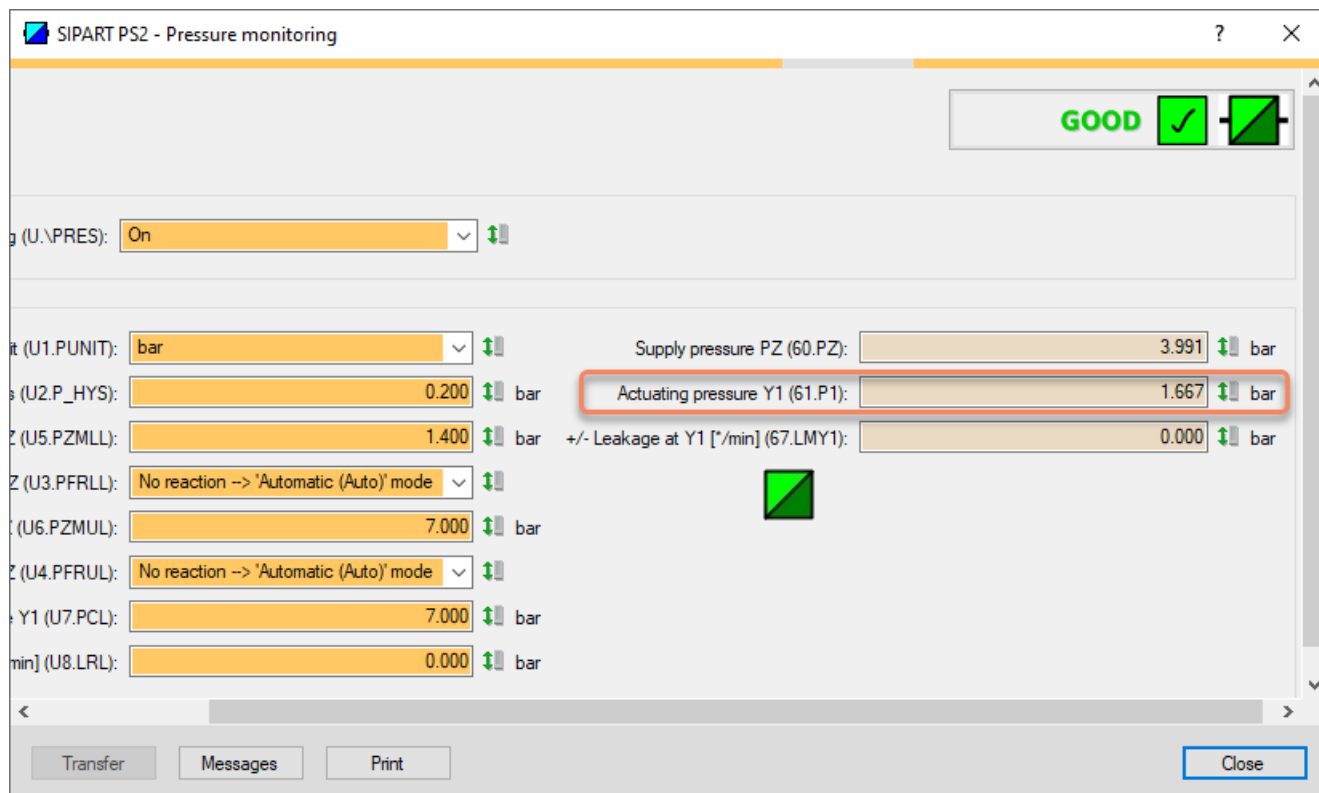 SIPART PS2 - Pressure monitoring
?
GOOD
(U.\PRES): On
(U1.PUNIT): bar
Supply pressure PZ (60.PZ): 3.991 bar
(U2.P_HYS): 0.200 bar
Actuating pressure Y1 (61.P1): 1.667 bar
(U5.PZMLL): 1.400 bar
+/- Leakage at Y1 [*/min] (67.LMY1): 0.000 bar
(U3.PFRLL): No reaction --> 'Automatic (Auto)' mode
(U6.PZMUL): 7.000 bar
(U4.PFRUL): No reaction --> 'Automatic (Auto)' mode
Y1 (U7.PCL): 7.000 bar
min] (U8.LRL): 0.000 bar
Transfer Messages Print Close